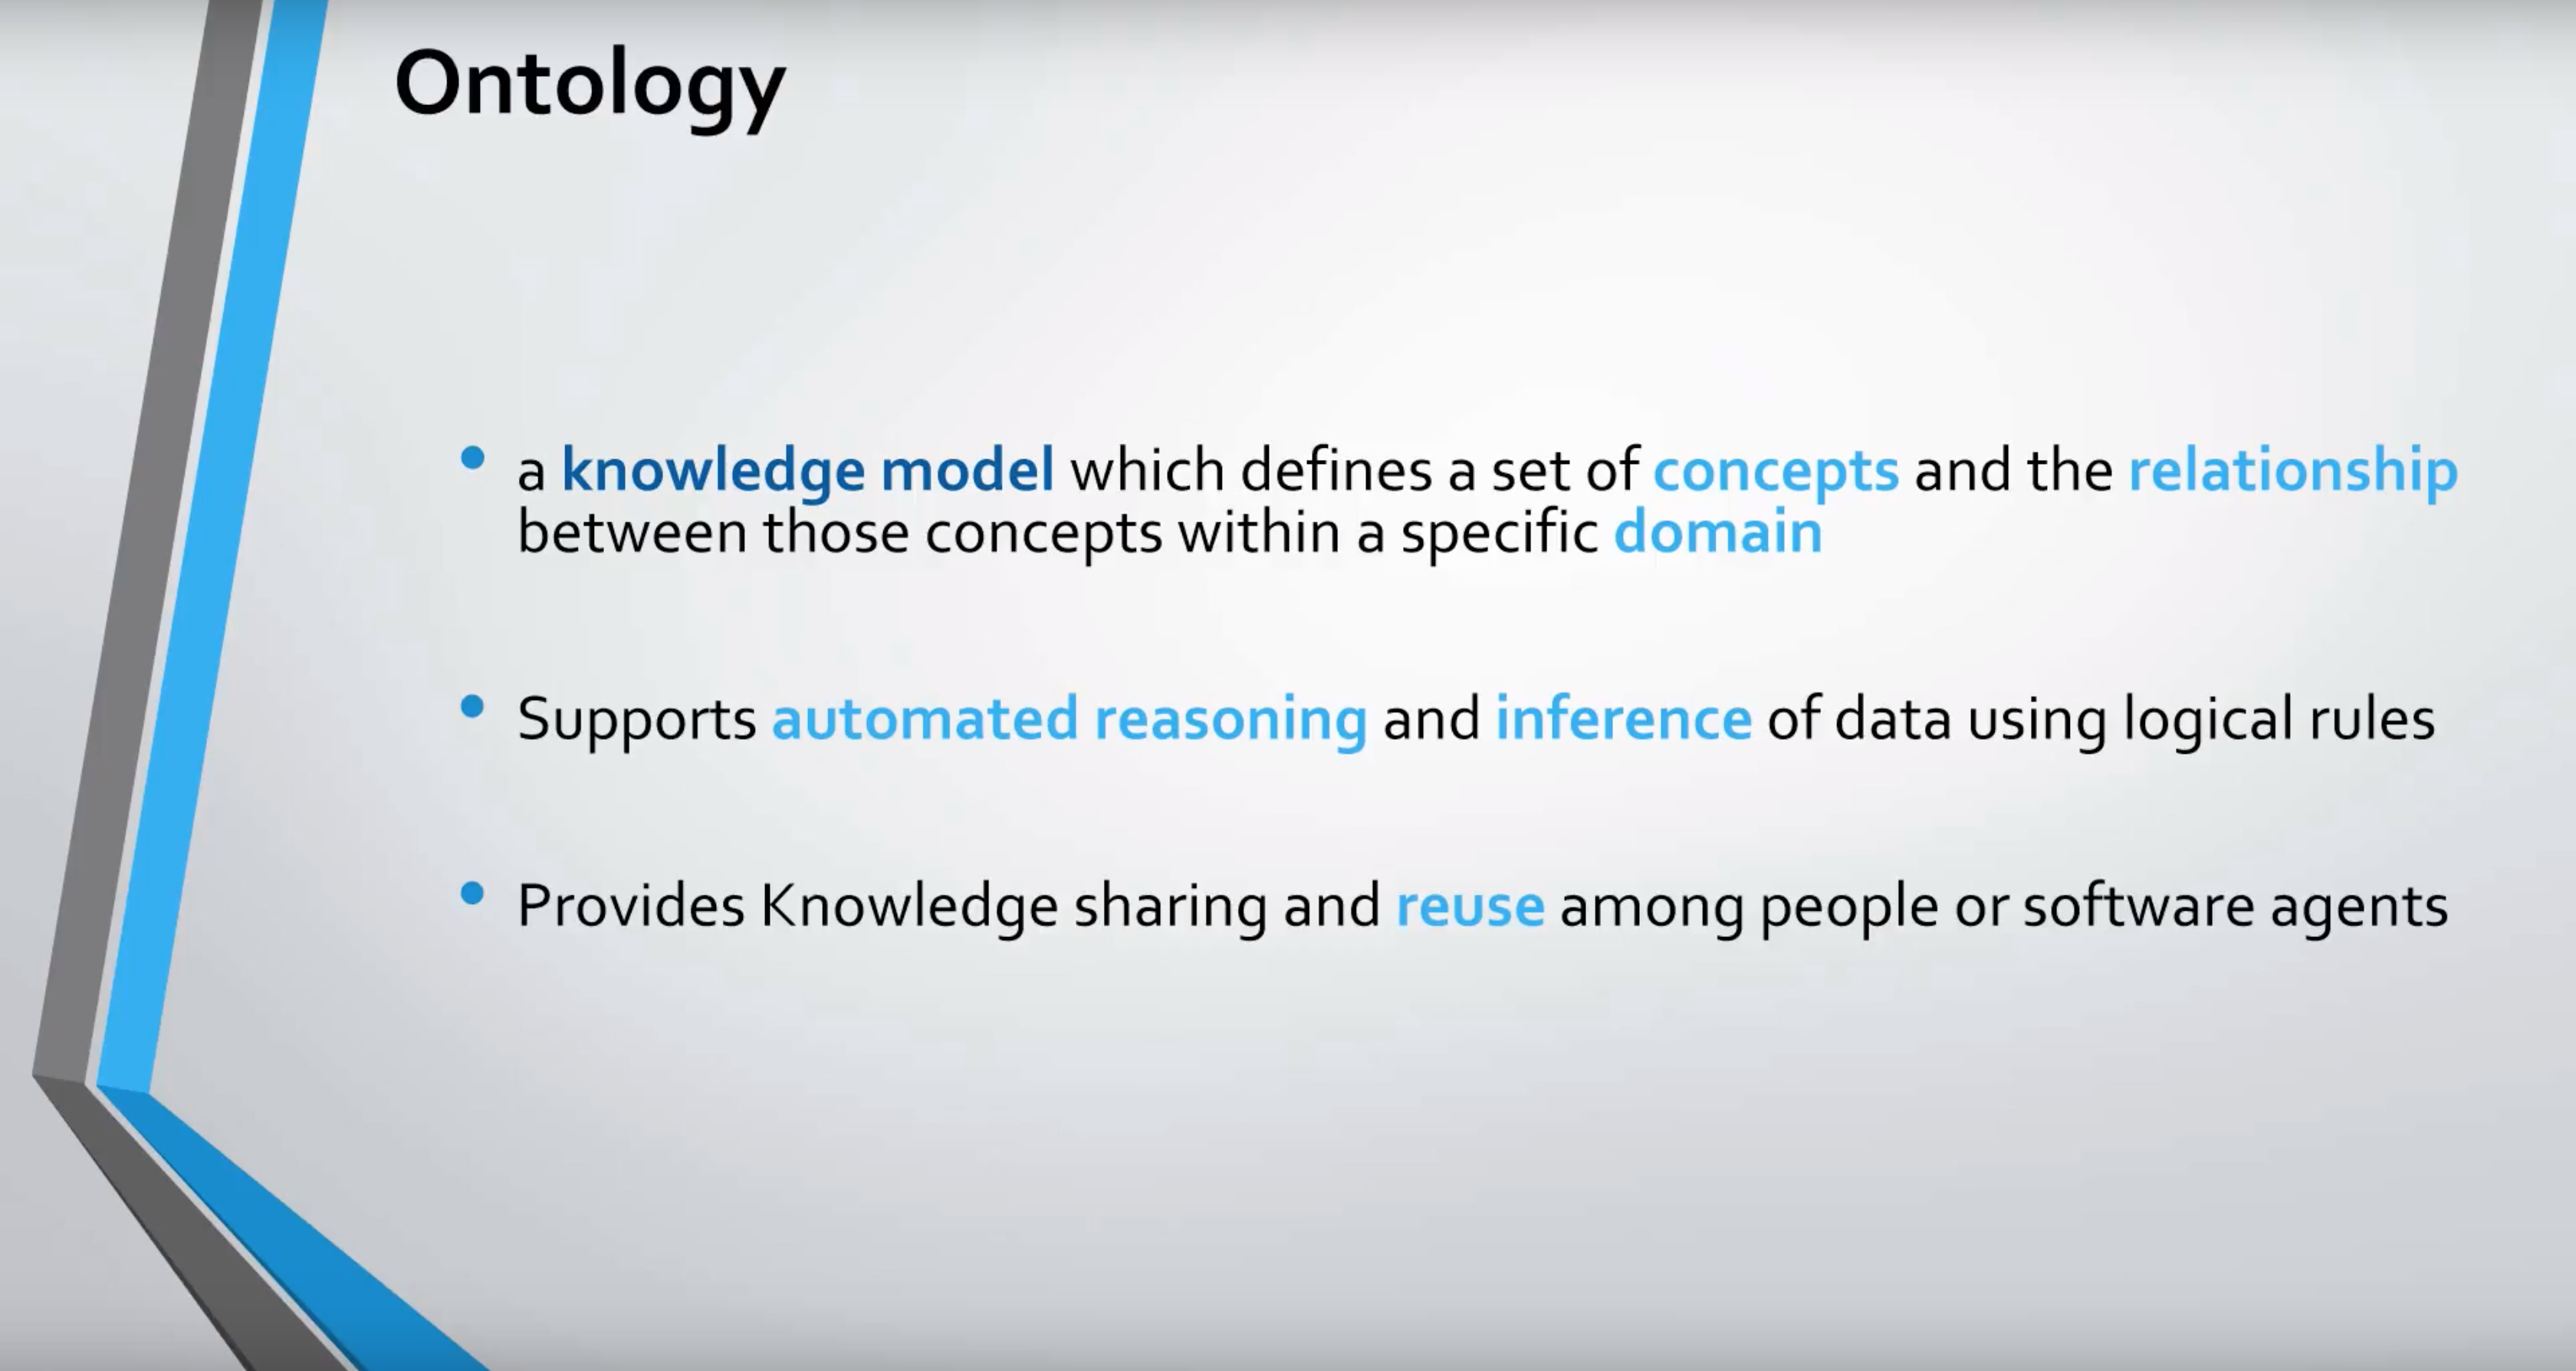 Ontology
• a knowledge model which defines a set of concepts and the relationship
between those concepts within a specific domain
• Supports automated reasoning and inference of data using logical rules
• Provides Knowledge sharing and reuse among people or software agents